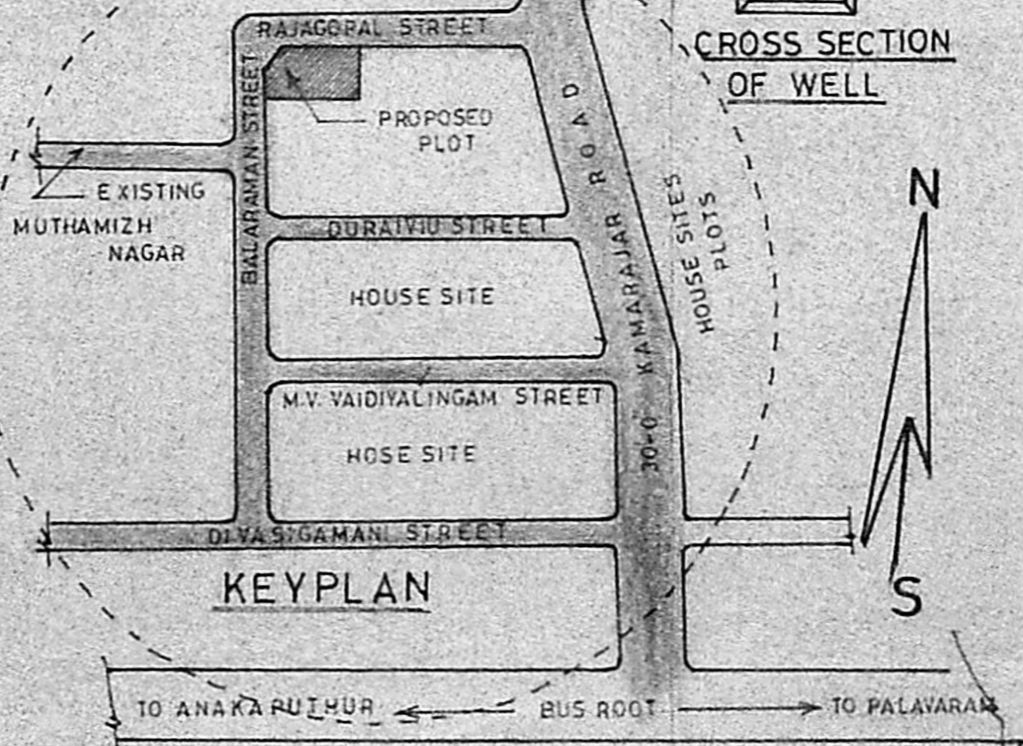 RAJAGOPAL STREET
CROSS SECTION
OF WELL
BALARAMAN STREET
PROPOSED
PLOT
EXISTING
MUTHAMIZH
NAGAR
30-0 KAMARAJAR ROAD
HOUSE SITES
PLOTS
N
DURAIVIU STREET
HOUSE SITE
M.V. VAIDIYALINGAM STREET
HOSE SITE
DIVASIGAMANI STREET
KEYPLAN
S
TO ANAKAPUTHUR
BUS ROOT
TO PALAVARAM